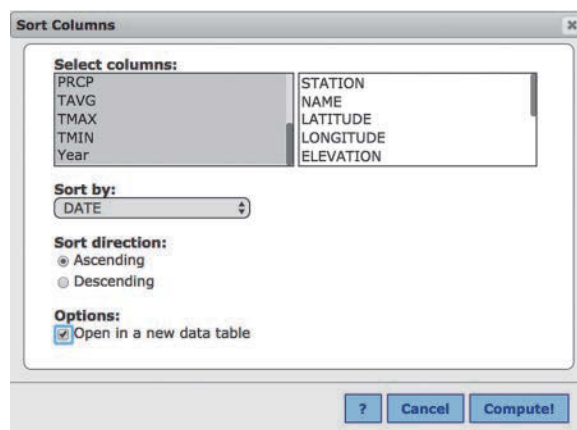 Sort Columns
Select columns:
PRCP
TAVG
TMAX
TMIN
Year
STATION
NAME
LATITUDE
LONGITUDE
ELEVATION
Sort by:
DATE
Sort direction:
Ascending
Descending
Options:
Open in a new data table
? Cancel Compute!